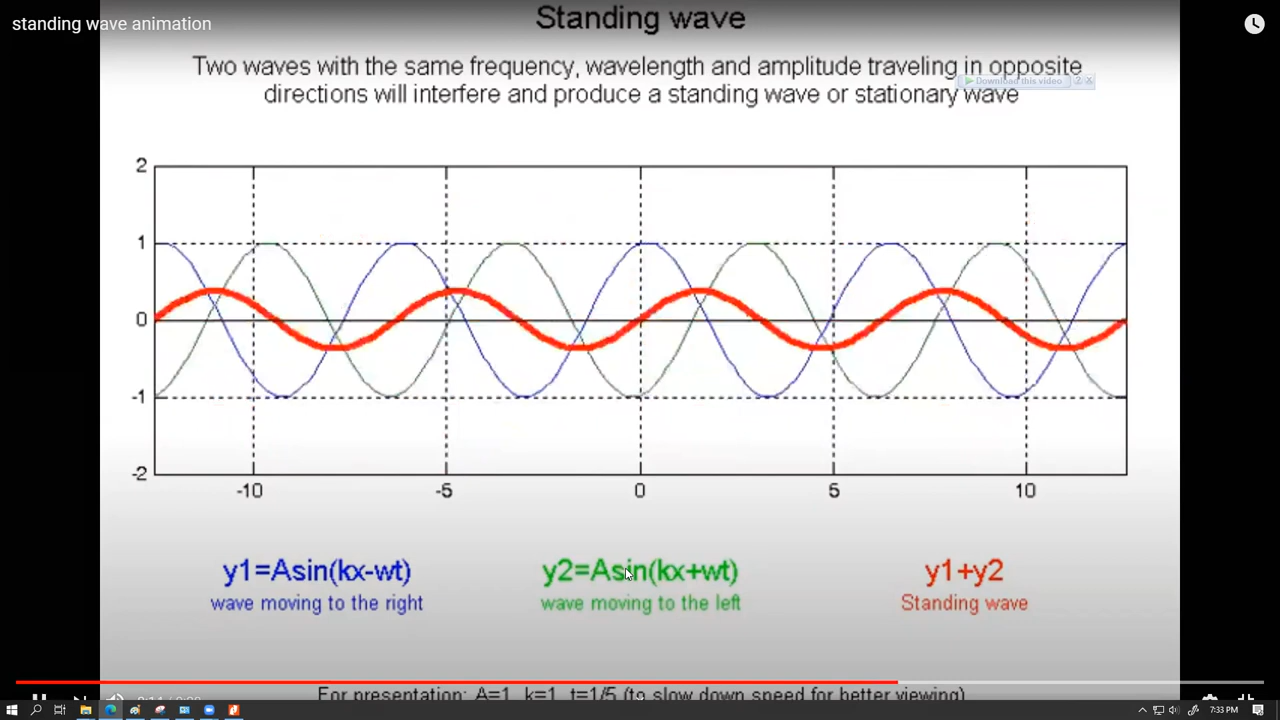 standing wave animation
Standing wave
Two waves with the same frequency, wavelength and amplitude traveling in opposite
Download this video ?
directions will interfere and produce a standing wave or stationary wave
2
1
0
-1
-2
-10 -5 0 5 10
y1=Asin(kx-wt) y2=Asin(kx+wt) y1+y2
wave moving to the right wave moving to the left Standing wave
For presentation: A=1, k=1, t=1/5 (to slow down speed for better viewing)
7:33 PM